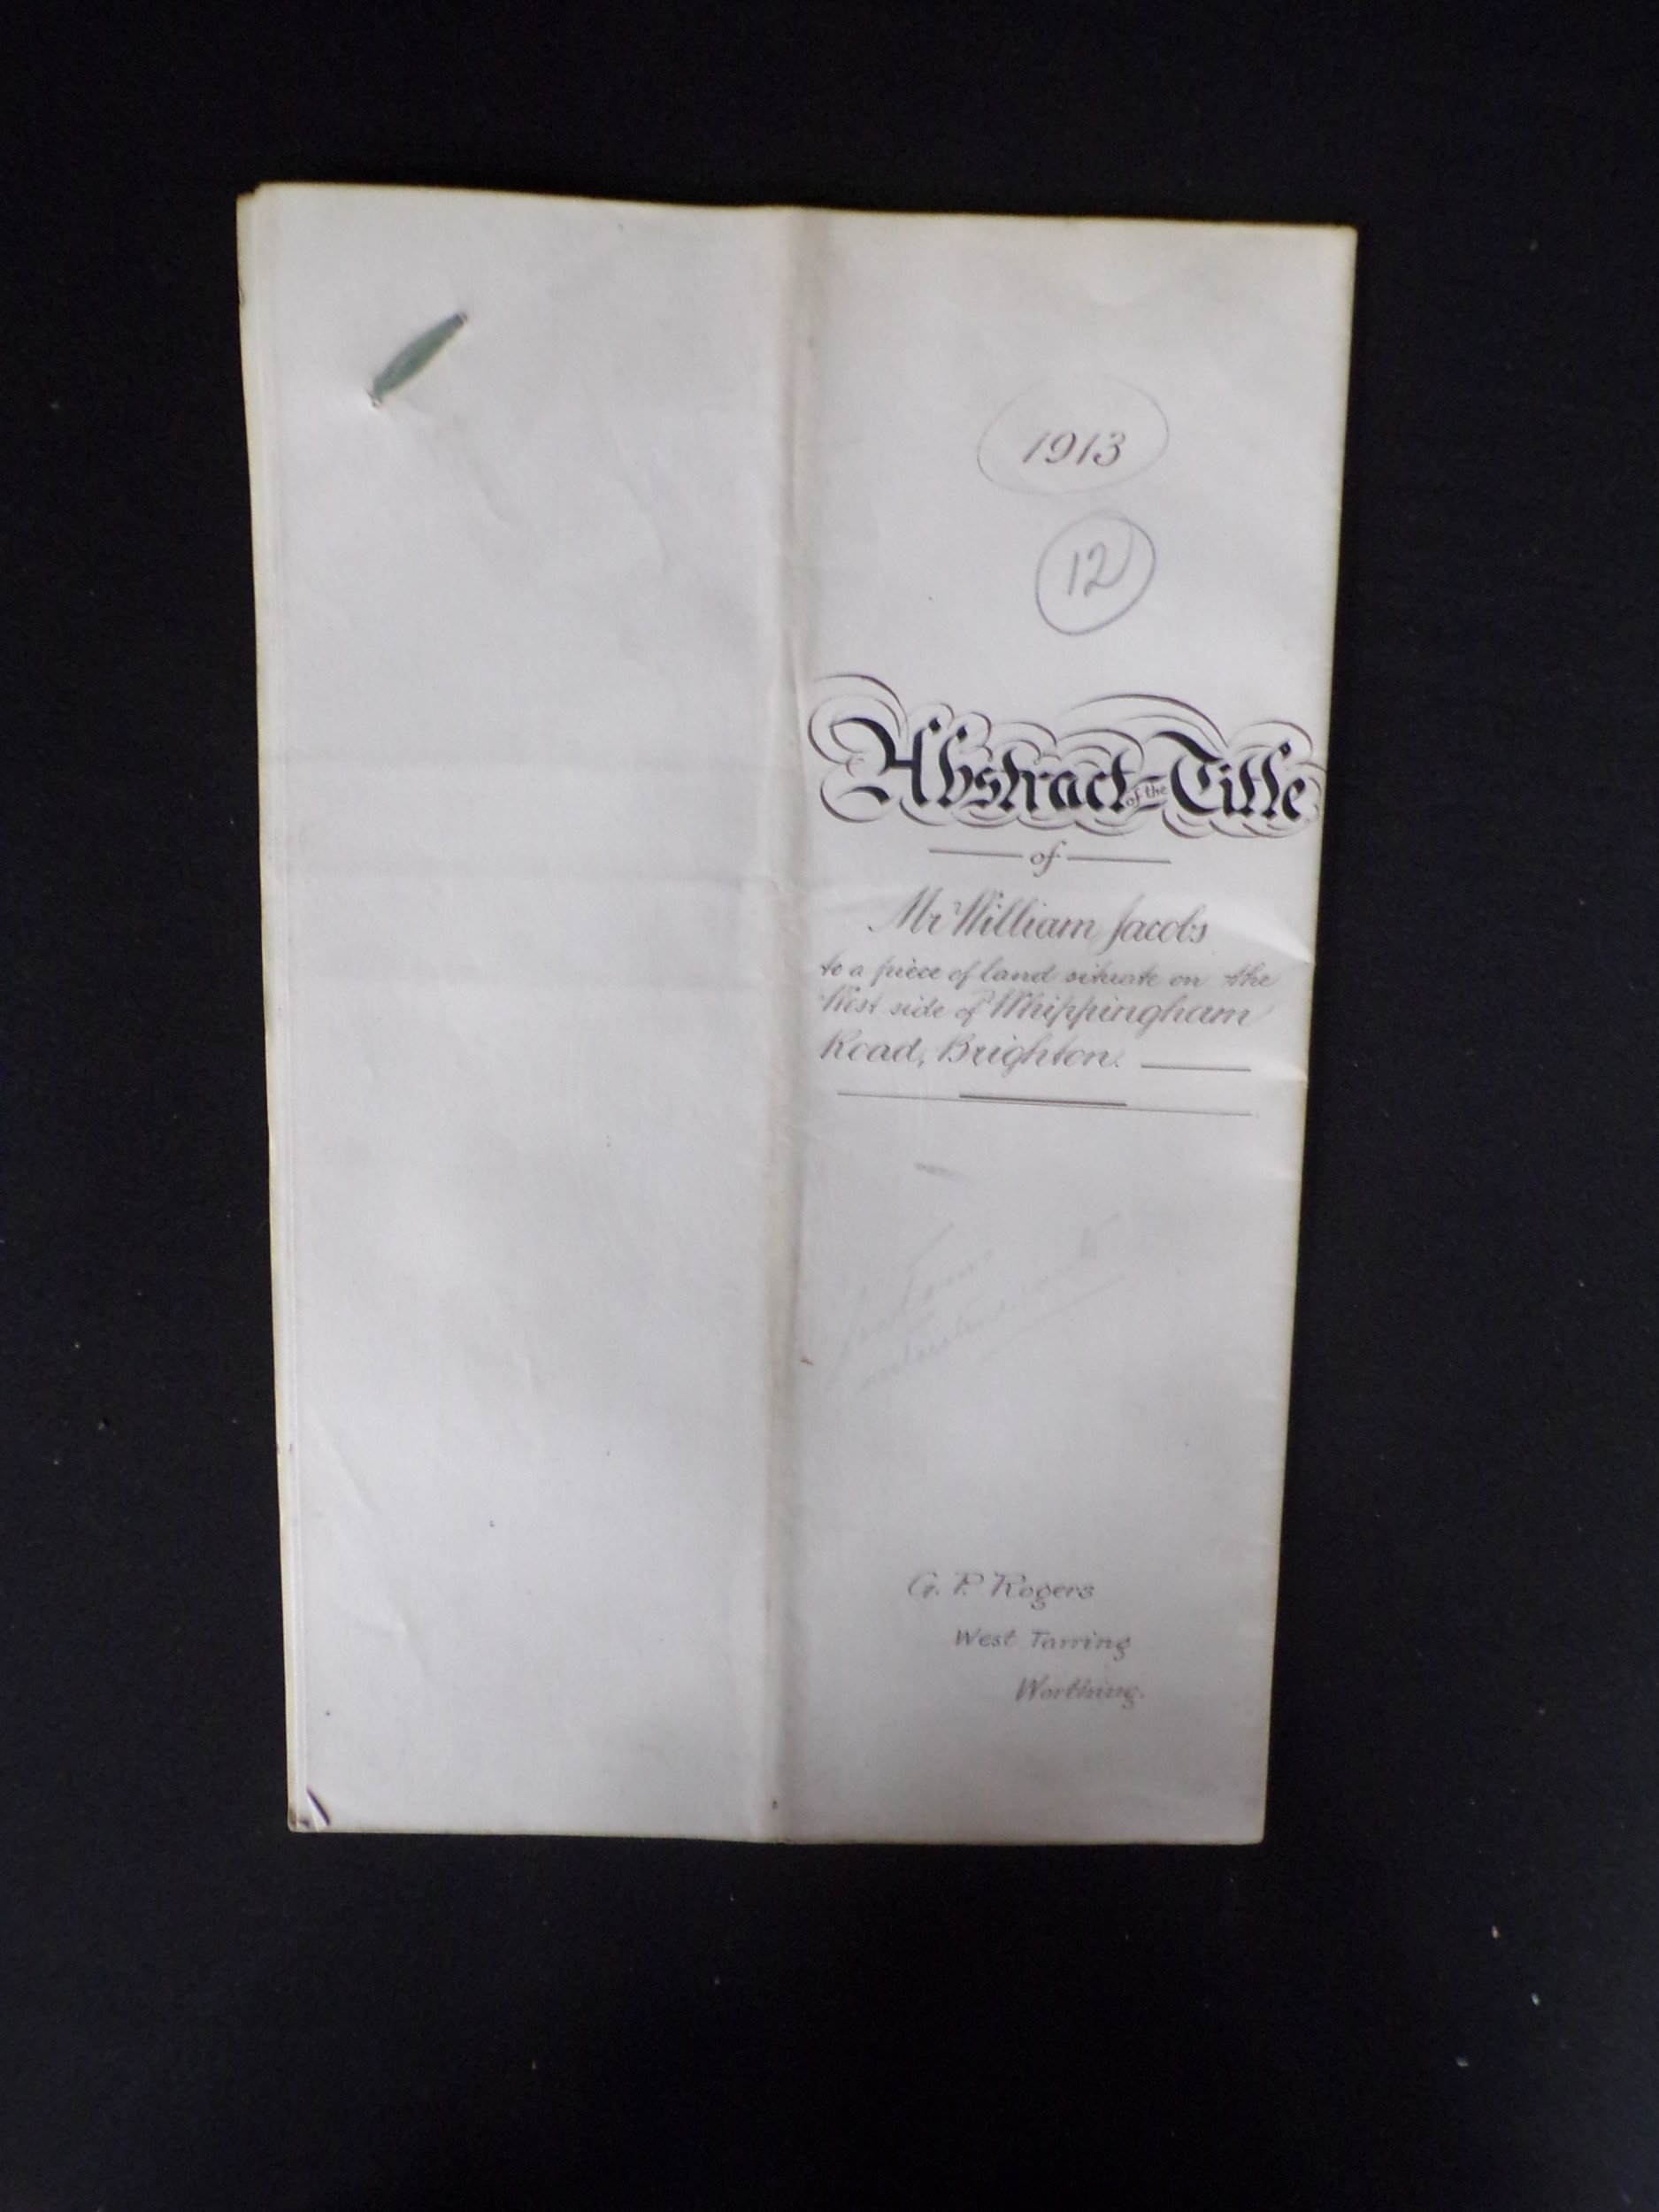 1913
12
Abstract of the Title
of
Mr William Jacobs
to a piece of land situate on the
West side of Whippingham
Road, Brighton.
G. P. Rogers
West Tarring
Worthing.